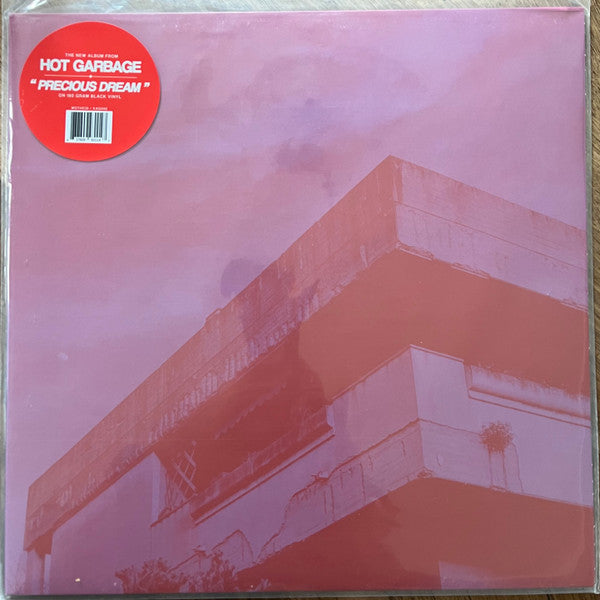 THE NEW ALBUM FROM
HOT GARBAGE
“ PRECIOUS DREAM ”
ON 180 GRAM BLACK VINYL